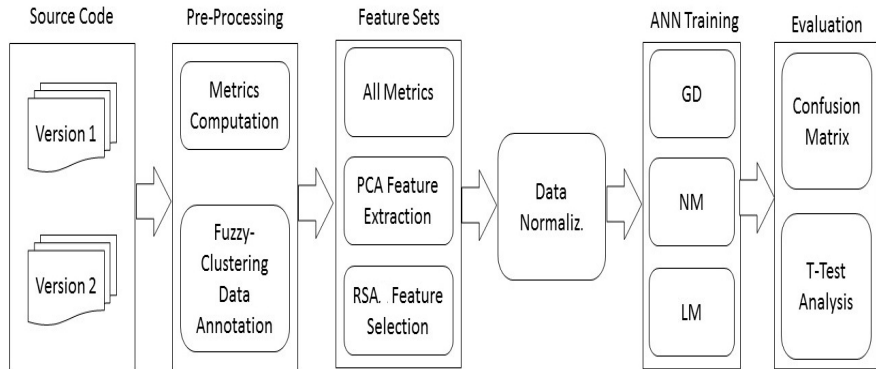 Source Code
Version 1
Version 2
Pre-Processing
Metrics
Computation
Fuzzy-
Clustering
Data
Annotation
Feature Sets
All Metrics
PCA Feature
Extraction
RSA. Feature
Selection
Data
Normaliz.
ANN Training
GD
NM
LM
Evaluation
Confusion
Matrix
T-Test
Analysis